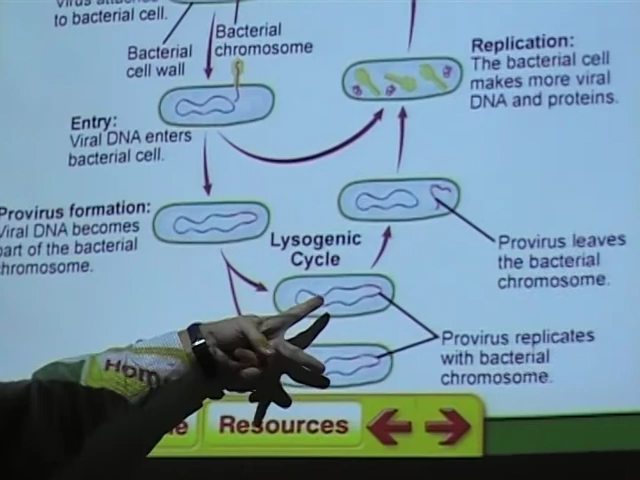 Virus attaches
to bacterial cell.
Bacterial
cell wall
Bacterial
chromosome
Replication:
The bacterial cell
makes more viral
DNA and proteins.
Entry:
Viral DNA enters
bacterial cell.
Provirus formation:
Viral DNA becomes
part of the bacterial
chromosome.
Lysogenic
Cycle
Provirus leaves
the bacterial
chromosome.
Provirus replicates
with bacterial
chromosome.
Hom
Resources